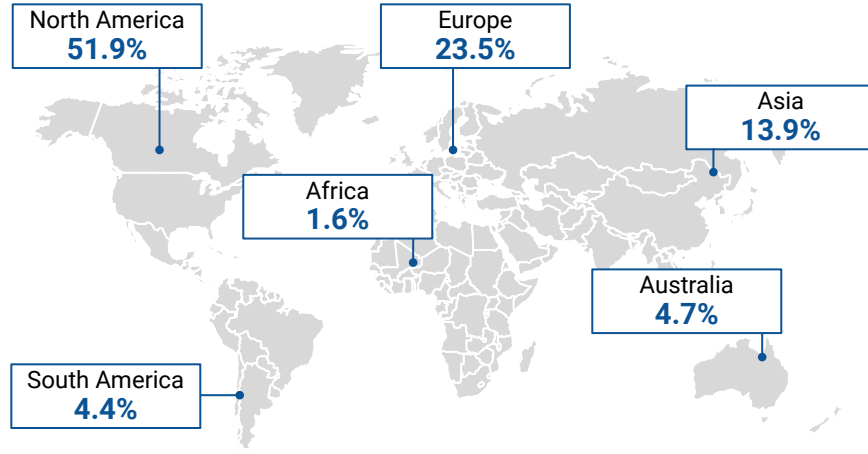 North America
51.9%
Europe
23.5%
Asia
13.9%
Africa
1.6%
Australia
4.7%
South America
4.4%